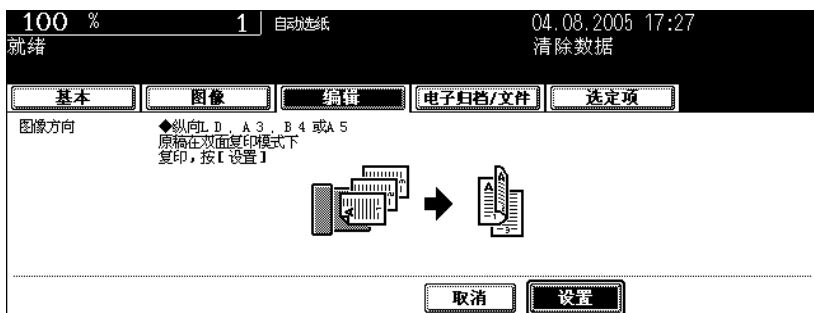 100 % 1 自动选纸 04.08.2005 17:27
就绪 清除数据
基本 图像 编辑 电子归档/文件 选定项
图像方向 ◆纵向LD，A3，B4或A5
原稿在双面复印模式下
复印，按[设置]
取消 设置